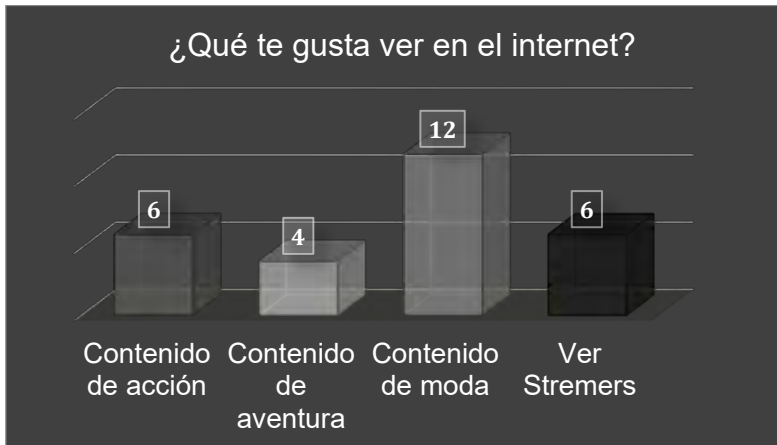 ¿Qué te gusta ver en el internet?
12
6
4
6
Contenido de acción
Contenido de aventura
Contenido de moda
Ver Stremers